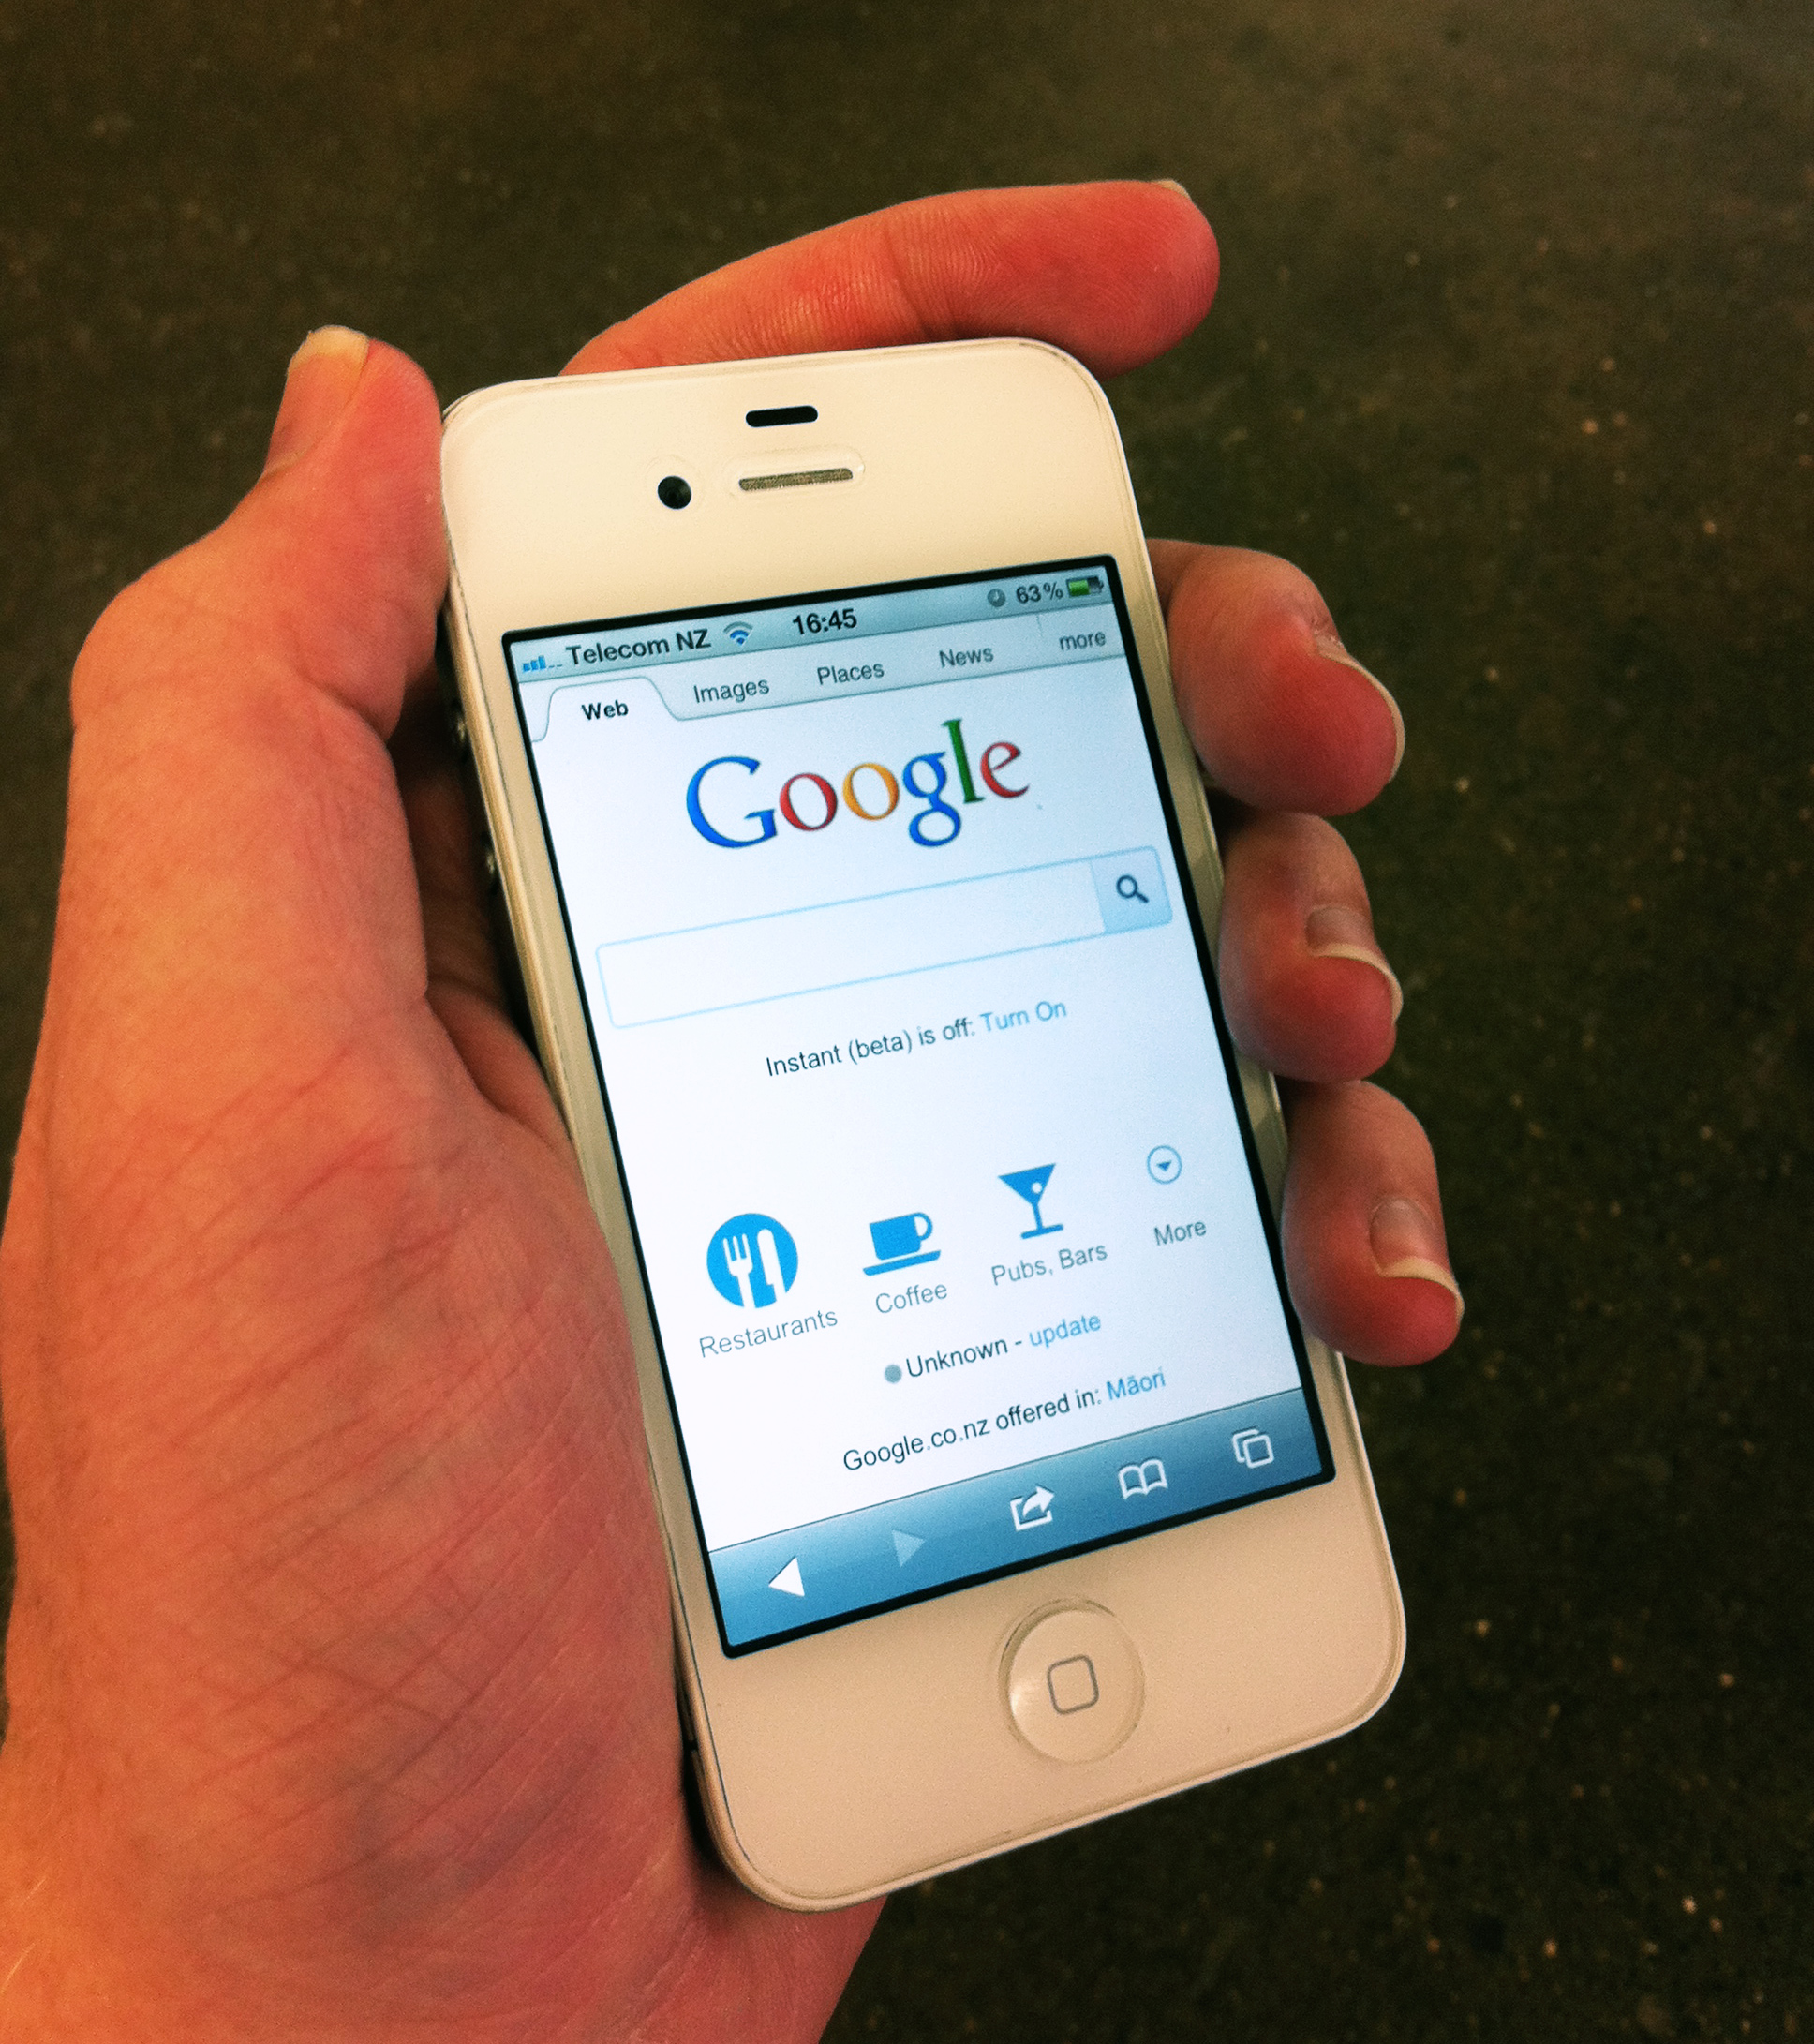 Telecom NZ 16:45 63%
Web Images Places News more
Google
Instant (beta) is off: Turn On
Restaurants Coffee Pubs, Bars More
Unknown - update
Google.co.nz offered in: Māori